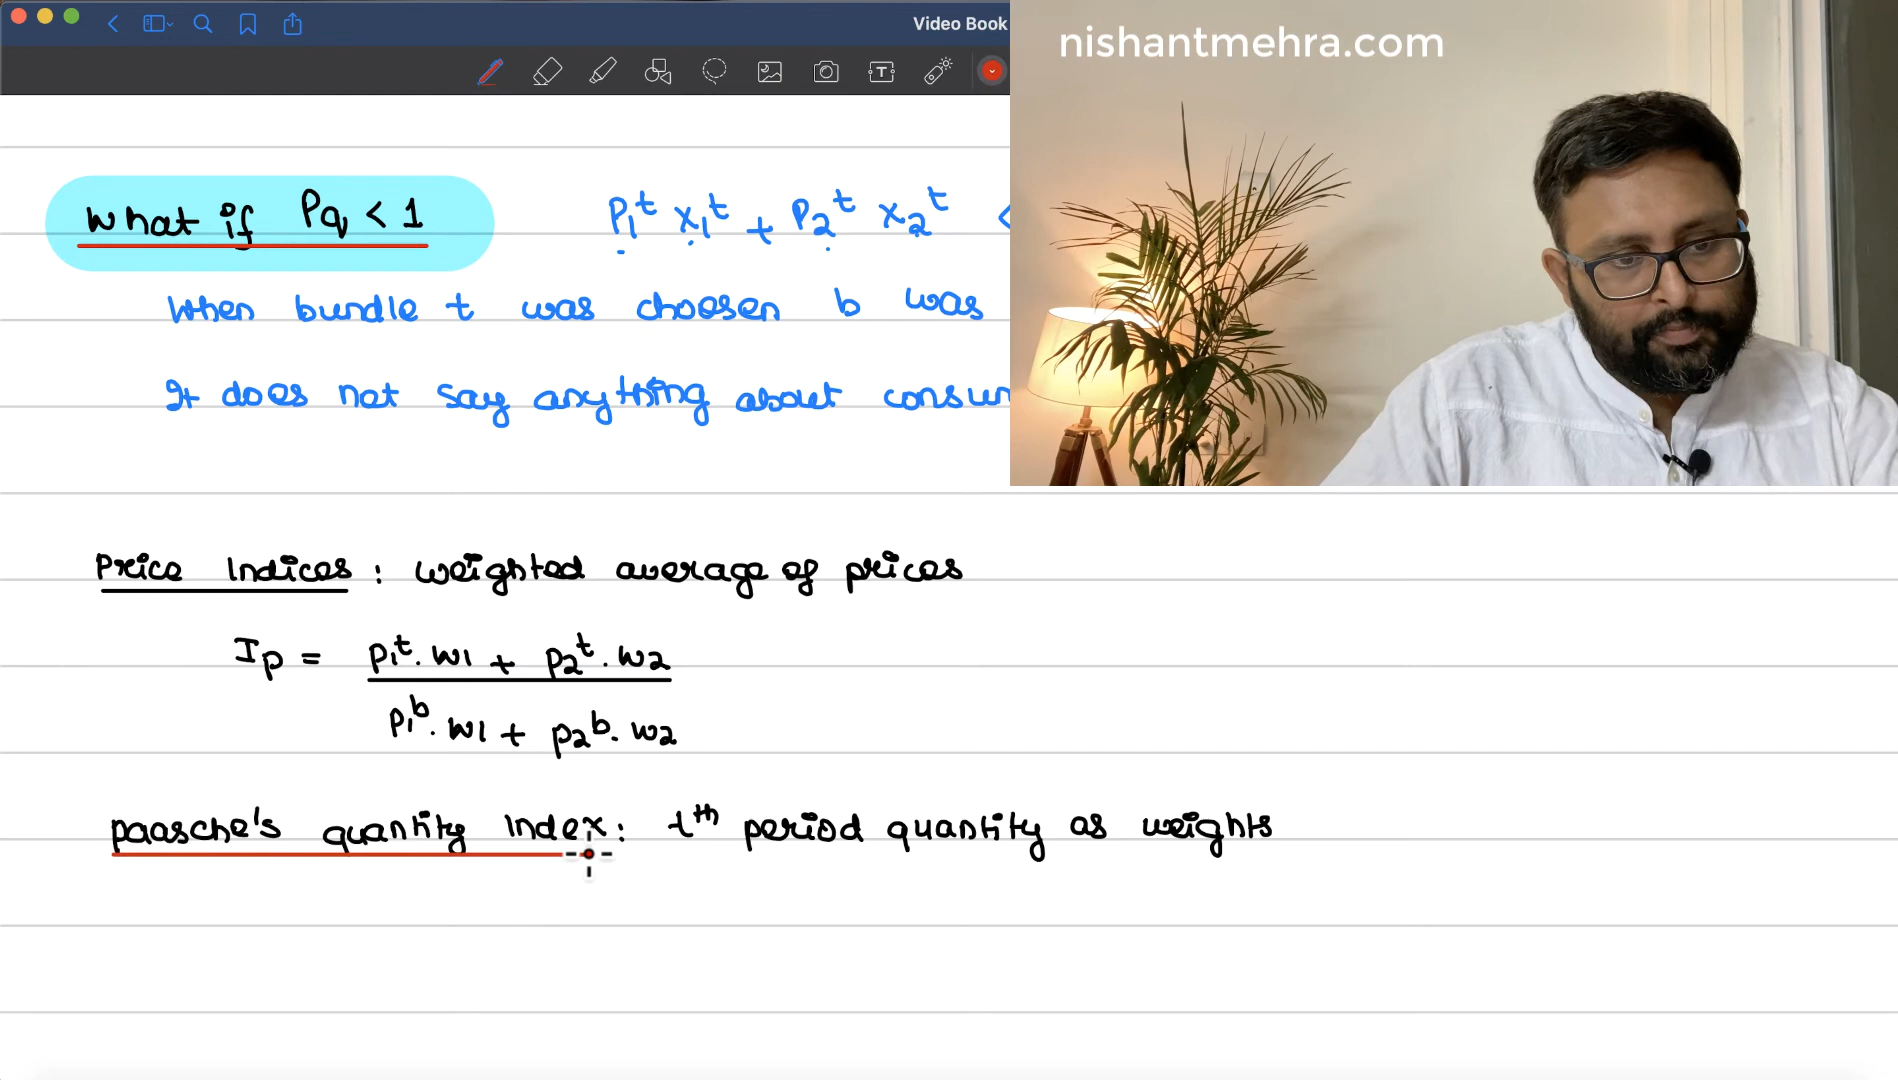 Video Book
nishantmehra.com
What if Pq < 1
P₁ᵗ x₁ᵗ + P₂ᵗ x₂ᵗ <
When bundle t was choosen b was
It does not say anything about consum
Price Indices : weighted average of prices
Ip = p₁ᵗ. w1 + p₂ᵗ. w2
p₁ᵇ. w1 + p₂ᵇ. w2
paasche's quantity index : tᵗʰ period quantity as weights